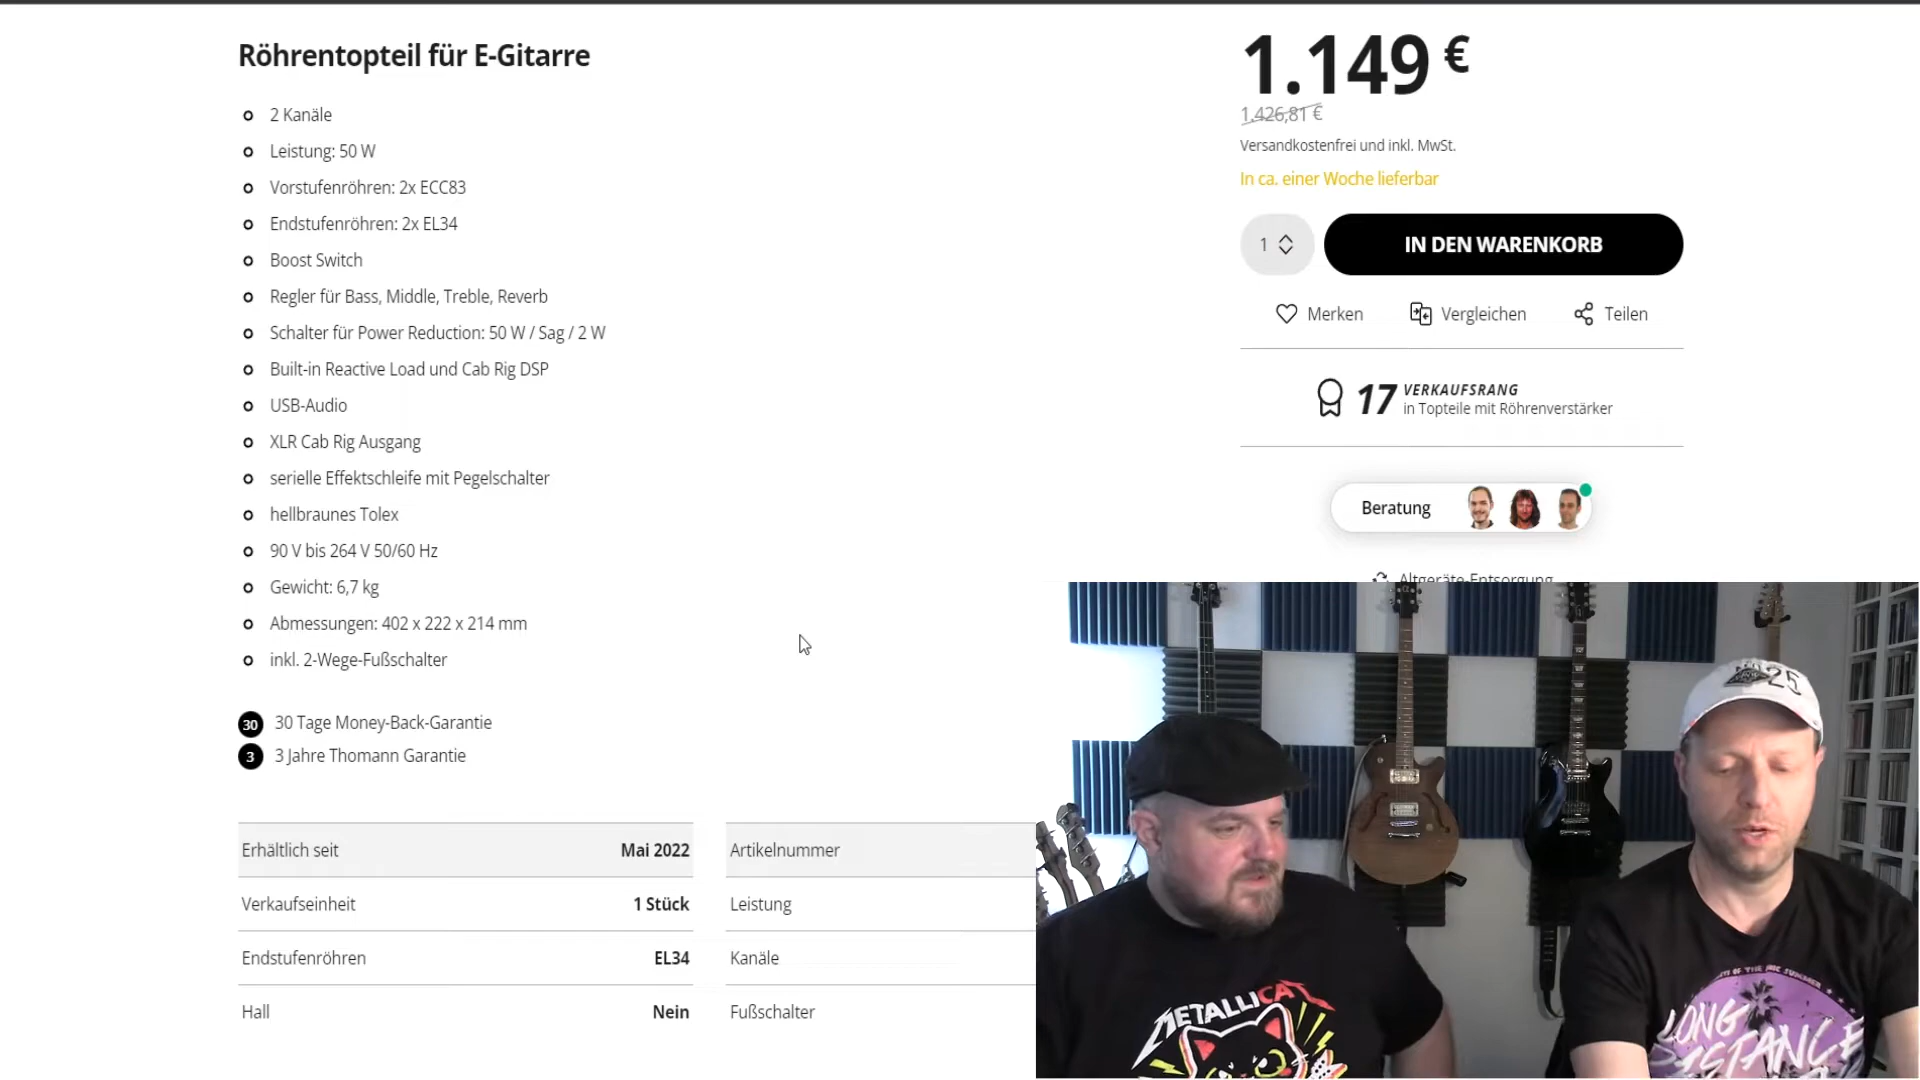 Röhrentopteil für E-Gitarre
2 Kanäle
Leistung: 50 W
Vorstufenröhren: 2x ECC83
Endstufenröhren: 2x EL34
Boost Switch
Regler für Bass, Middle, Treble, Reverb
Schalter für Power Reduction: 50 W / Sag / 2 W
Built-in Reactive Load und Cab Rig DSP
USB-Audio
XLR Cab Rig Ausgang
serielle Effektschleife mit Pegelschalter
hellbraunes Tolex
90 V bis 264 V 50/60 Hz
Gewicht: 6,7 kg
Abmessungen: 402 x 222 x 214 mm
inkl. 2-Wege-Fußschalter
30 30 Tage Money-Back-Garantie
3 3 Jahre Thomann Garantie
Erhältlich seit Mai 2022
Verkaufseinheit 1 Stück
Endstufenröhren EL34
Hall Nein
Artikelnummer
Leistung
Kanäle
Fußschalter
1.149 €
1.426,81 €
Versandkostenfrei und inkl. MwSt.
In ca. einer Woche lieferbar
1 IN DEN WARENKORB
Merken Vergleichen Teilen
17 VERKAUFSRANG
in Topteile mit Röhrenverstärker
Beratung
Altgeräte-Entsorgung
25
METALLICAT
LONG
DISTANCE